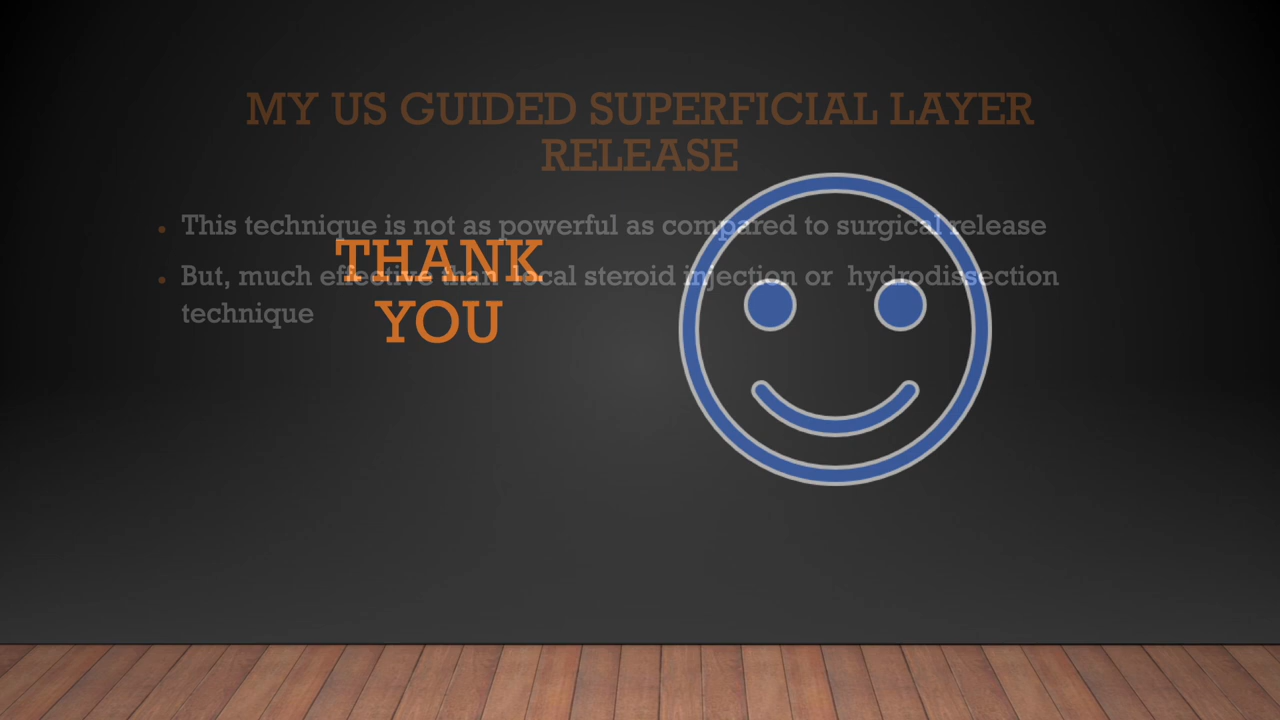 MY US GUIDED SUPERFICIAL LAYER
RELEASE
This technique is not as powerful as compared to surgical release
But, much effective than local steroid injection or hydrodissection
technique
THANK
YOU